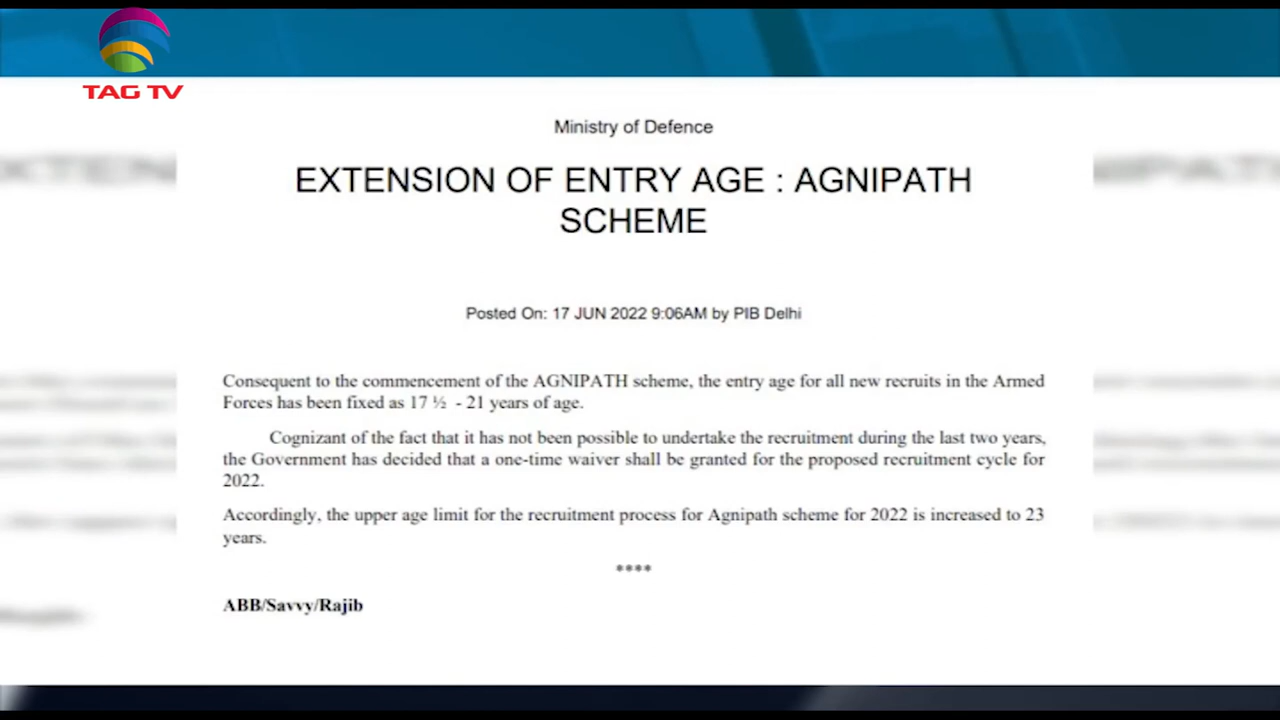 TAG TV
Ministry of Defence
EXTENSION OF ENTRY AGE : AGNIPATH
SCHEME
Posted On: 17 JUN 2022 9:06AM by PIB Delhi
Consequent to the commencement of the AGNIPATH scheme, the entry age for all new recruits in the Armed
Forces has been fixed as 17 ½ - 21 years of age.
Cognizant of the fact that it has not been possible to undertake the recruitment during the last two years,
the Government has decided that a one-time waiver shall be granted for the proposed recruitment cycle for
2022.
Accordingly, the upper age limit for the recruitment process for Agnipath scheme for 2022 is increased to 23
years.
****
ABB/Savvy/Rajib